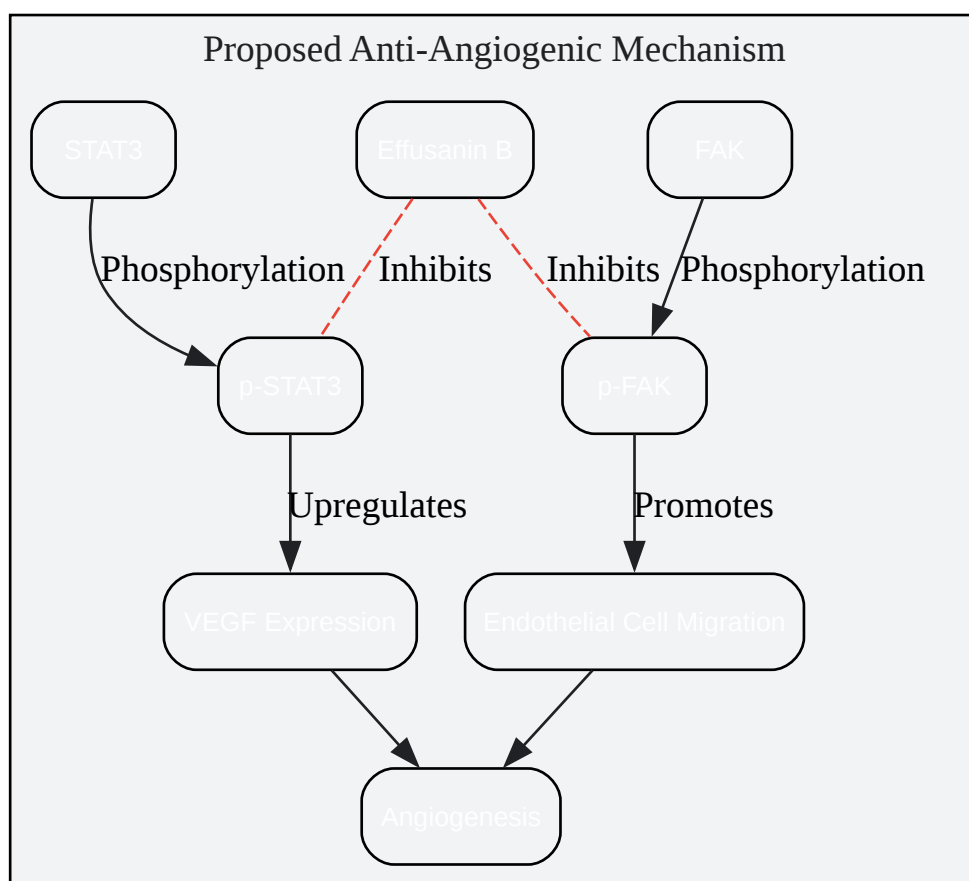 Proposed Anti-Angiogenic Mechanism
STAT3
Effusanin B
FAK
Phosphorylation
Inhibits
Inhibits
Phosphorylation
p-STAT3
p-FAK
Upregulates
Promotes
VEGF Expression
Endothelial Cell Migration
Angiogenesis